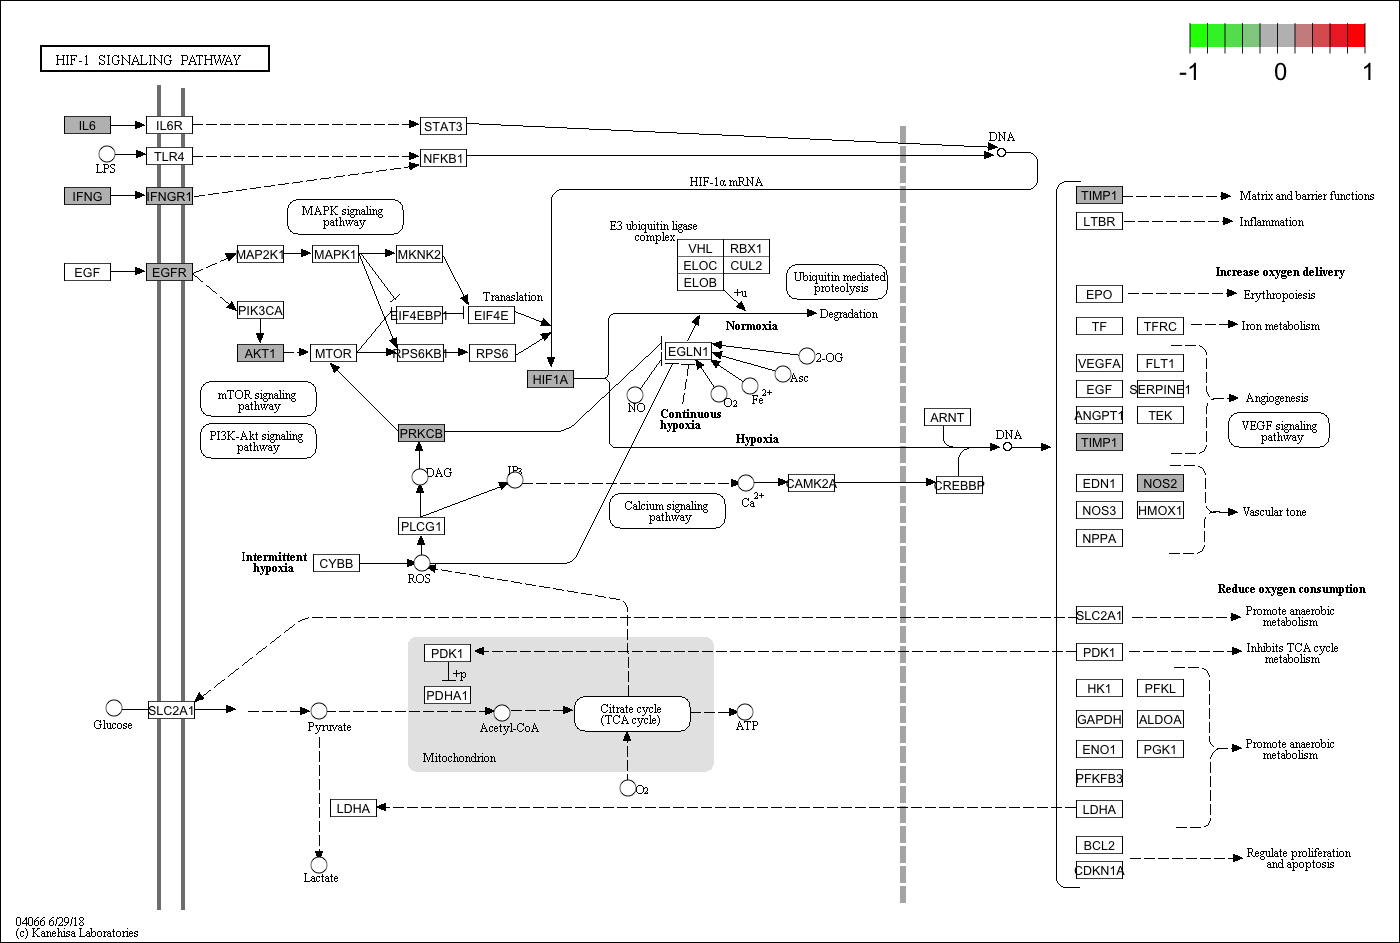 HIF-1 SIGNALING PATHWAY
-1 0 1
IL6
IL6R
STAT3
DNA
LPS
TLR4
NFKB1
HIF-1α mRNA
IFNG
IFNGR1
MAPK signaling
pathway
EGF
EGFR
MAP2K1
MAPK1
MKNK2
PIK3CA
EIF4EBP1
EIF4E
Translation
AKT1
MTOR
RPS6KB1
RPS6
HIF1A
mTOR signaling
pathway
PI3K-Akt signaling
pathway
E3 ubiquitin ligase
complex
VHL
RBX1
ELOC
CUL2
ELOB
+u
Ubiquitin mediated
proteolysis
Normoxia
Degradation
EGLN1
2-OG
Asc
Fe2+
O2
NO
Continuous
hypoxia
Hypoxia
PRKCB
DAG
IP3
Ca2+
CAMK2A
Calcium signaling
pathway
PLCG1
Intermittent
hypoxia
CYBB
ROS
ARNT
CREBBP
DNA
TIMP1
Matrix and barrier functions
LTBR
Inflammation
Increase oxygen delivery
EPO
Erythropoiesis
TF
TFRC
Iron metabolism
VEGFA
FLT1
EGF
SERPINE1
Angiogenesis
ANGPT1
TEK
TIMP1
VEGF signaling
pathway
EDN1
NOS2
NOS3
HMOX1
Vascular tone
NPPA
Reduce oxygen consumption
SLC2A1
Promote anaerobic
metabolism
PDK1
Inhibits TCA cycle
metabolism
HK1
PFKL
GAPDH
ALDOA
ENO1
PGK1
Promote anaerobic
metabolism
PFKFB3
LDHA
BCL2
CDKN1A
Regulate proliferation
and apoptosis
PDK1
+p
PDHA1
Glucose
SLC2A1
Pyruvate
Acetyl-CoA
Citrate cycle
(TCA cycle)
ATP
Mitochondrion
O2
LDHA
Lactate
04066 6/29/18
(c) Kanehisa Laboratories